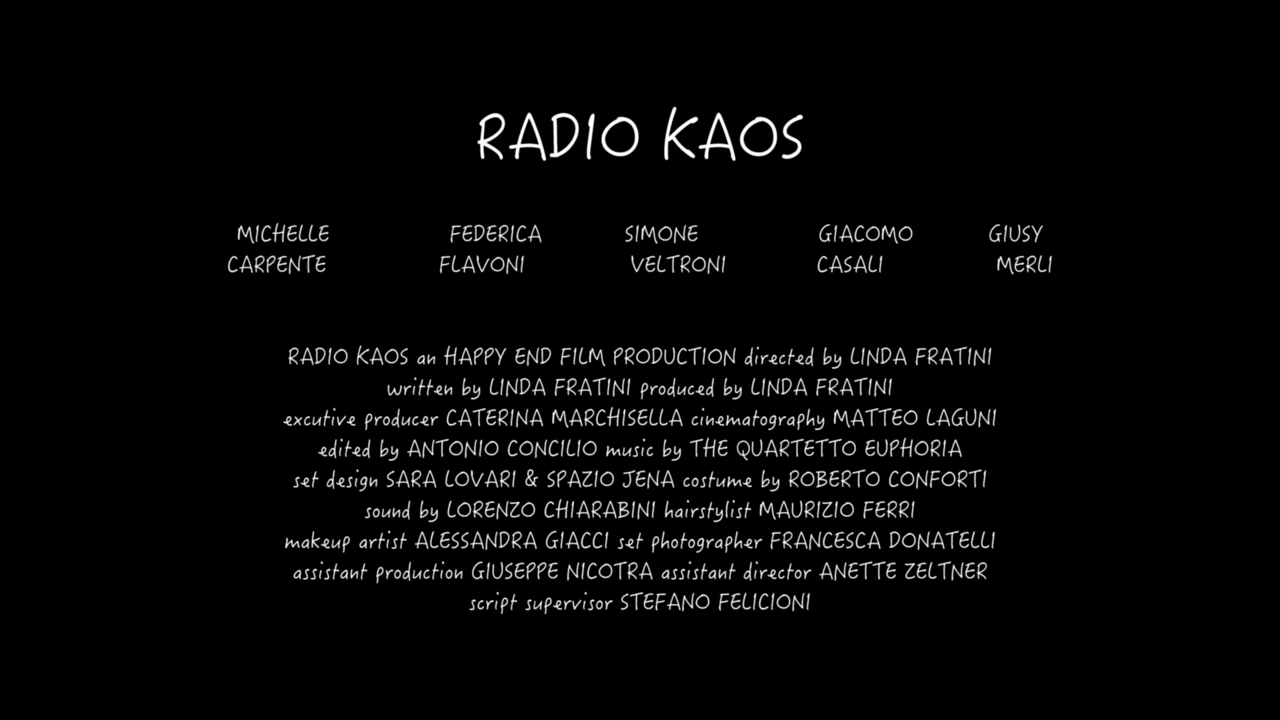 RADIO KAOS
MICHELLE FEDERICA SIMONE GIACOMO GIUSY
CARPENTE FLAVONI VELTRONI CASALI MERLI
RADIO KAOS an HAPPY END FILM PRODUCTION directed by LINDA FRATINI
written by LINDA FRATINI produced by LINDA FRATINI
excutive producer CATERINA MARCHISELLA cinematography MATTEO LAGUNI
edited by ANTONIO CONCILIO music by THE QUARTETTO EUPHORIA
set design SARA LOVARI & SPAZIO JENA costume by ROBERTO CONFORTI
sound by LORENZO CHIARABINI hairstylist MAURIZIO FERRI
makeup artist ALESSANDRA GIACCI set photographer FRANCESCA DONATELLI
assistant production GIUSEPPE NICOTRA assistant director ANETTE ZELTNER
script supervisor STEFANO FELICIONI